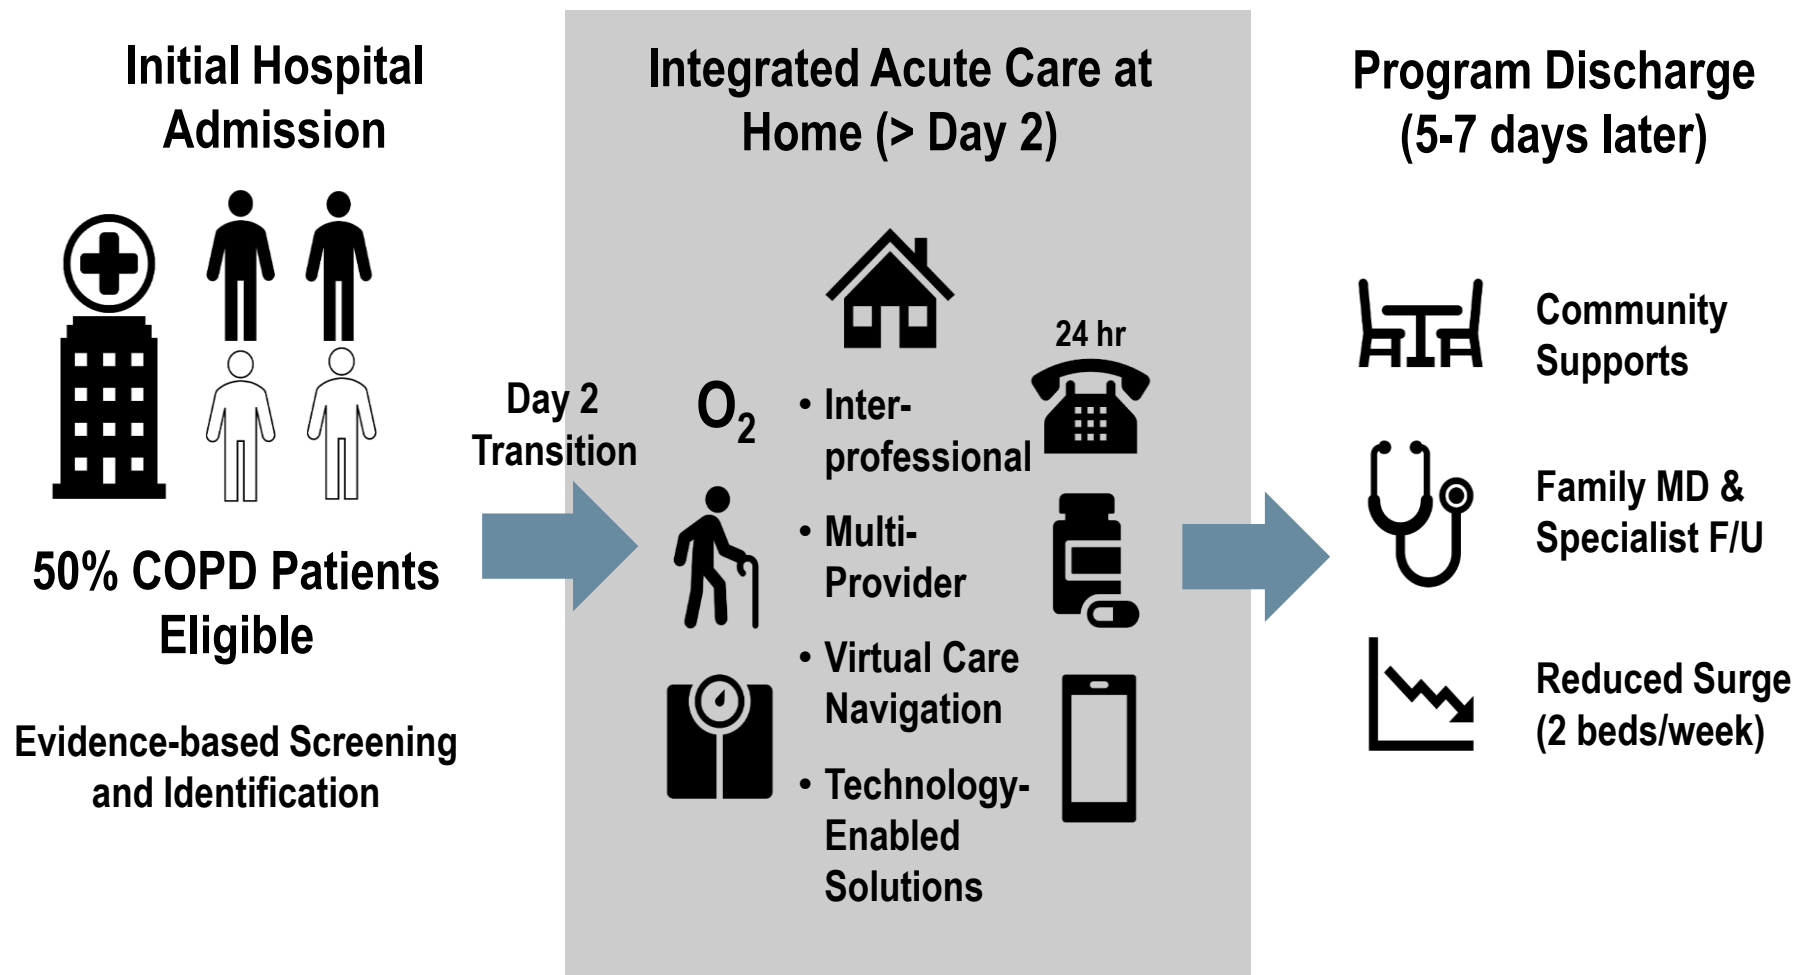 Initial Hospital
Admission
50% COPD Patients
Eligible
Evidence-based Screening
and Identification
Day 2
Transition
Integrated Acute Care at
Home (> Day 2)
24 hr
O₂
• Inter-
professional
• Multi-
Provider
• Virtual Care
Navigation
• Technology-
Enabled
Solutions
Program Discharge
(5-7 days later)
Community
Supports
Family MD &
Specialist F/U
Reduced Surge
(2 beds/week)